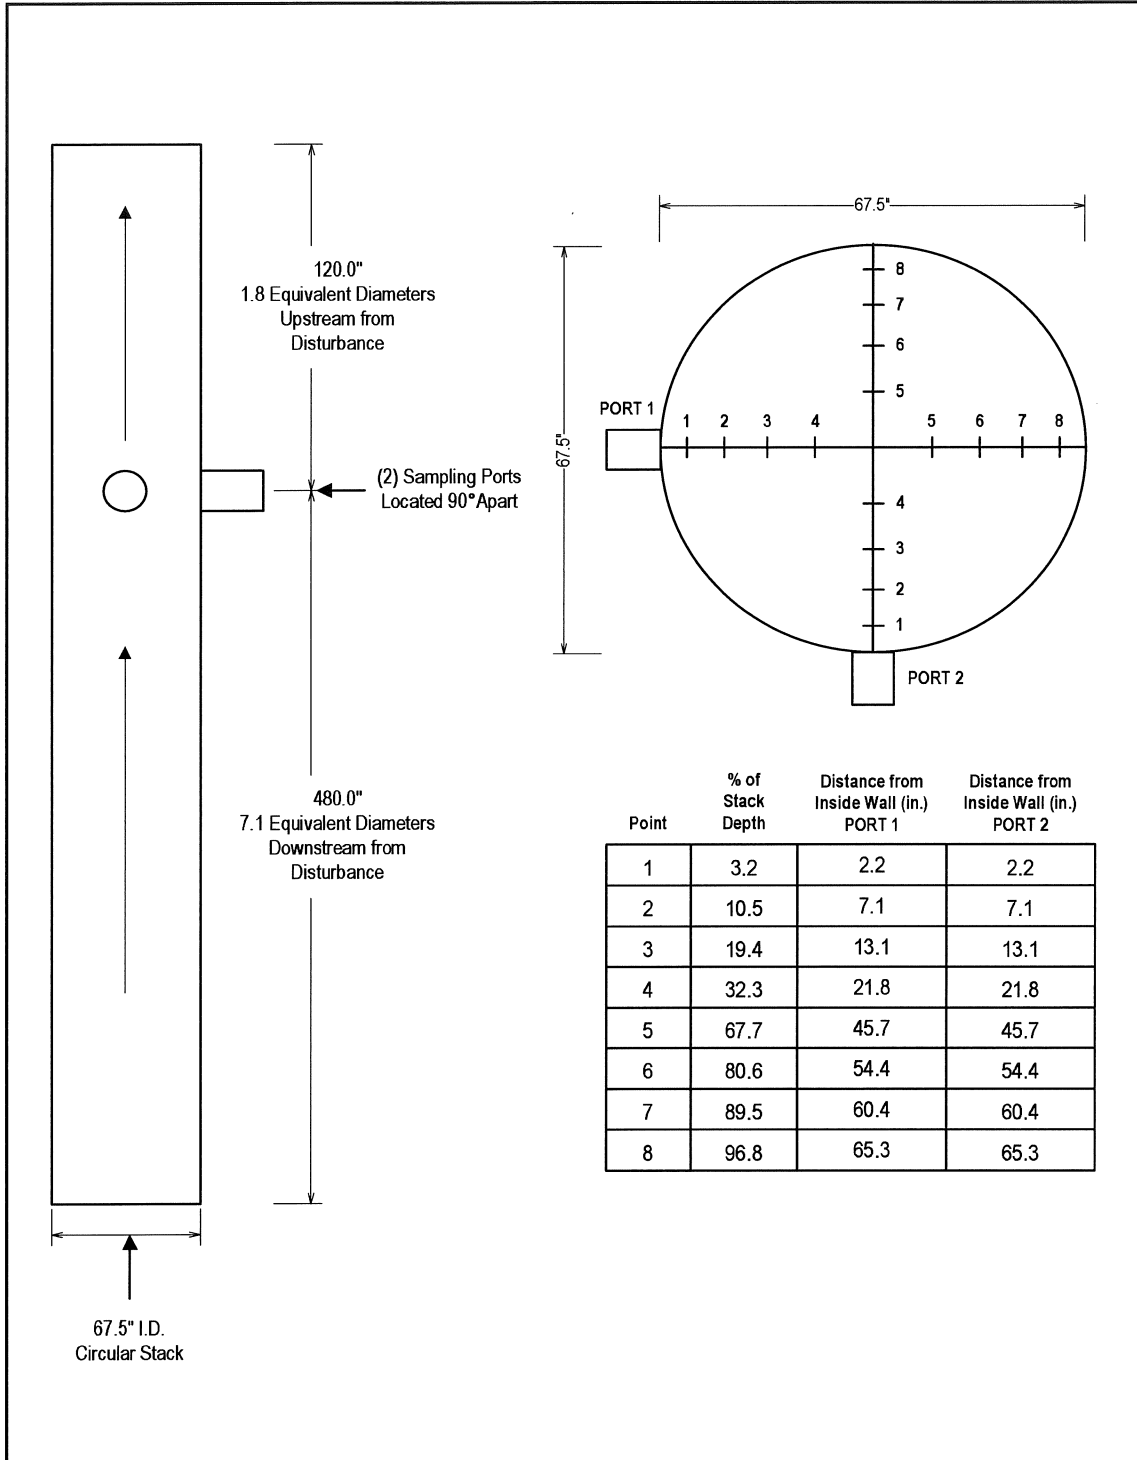 120.0"
1.8 Equivalent Diameters
Upstream from
Disturbance
(2) Sampling Ports
Located 90° Apart
480.0"
7.1 Equivalent Diameters
Downstream from
Disturbance
67.5" I.D.
Circular Stack
67.5"
67.5"
8
7
6
5
PORT 1
1 2 3 4 5 6 7 8
4
3
2
1
PORT 2
Point % of Stack Depth Distance from Inside Wall (in.) PORT 1 Distance from Inside Wall (in.) PORT 2
1 3.2 2.2 2.2
2 10.5 7.1 7.1
3 19.4 13.1 13.1
4 32.3 21.8 21.8
5 67.7 45.7 45.7
6 80.6 54.4 54.4
7 89.5 60.4 60.4
8 96.8 65.3 65.3